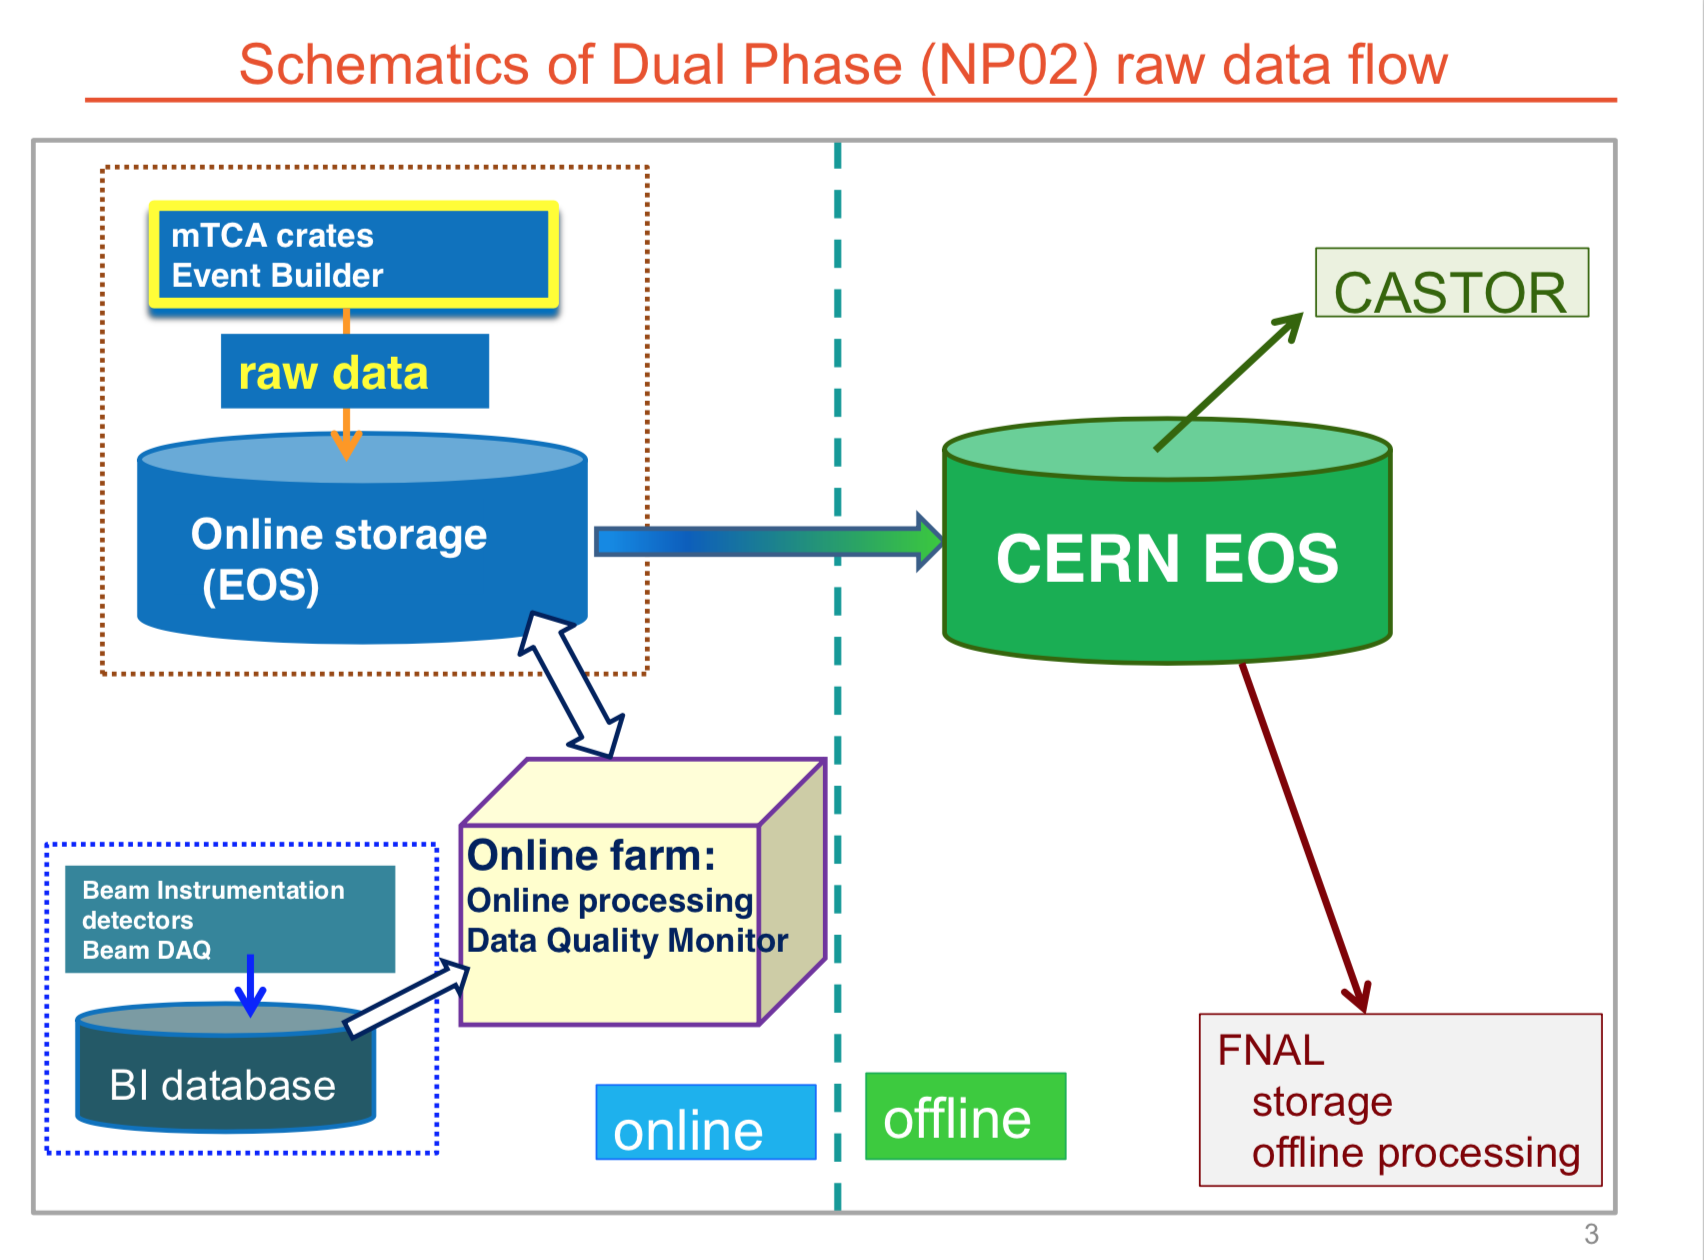 Schematics of Dual Phase (NP02) raw data flow
mTCA crates
Event Builder
raw data
Online storage
(EOS)
CASTOR
CERN EOS
Online farm:
Online processing
Data Quality Monitor
Beam Instrumentation
detectors
Beam DAQ
BI database
online
offline
FNAL
storage
offline processing
3